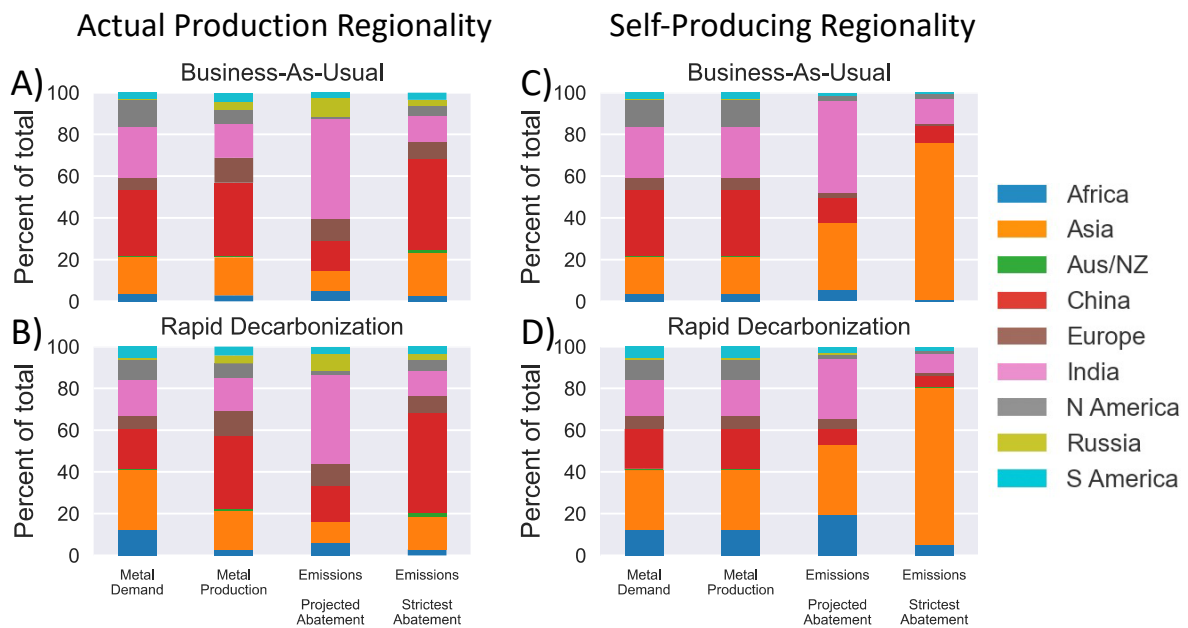 Actual Production Regionality
Self-Producing Regionality
A)
Business-As-Usual
Percent of total
100
80
60
40
20
0
C)
Business-As-Usual
Percent of total
100
80
60
40
20
0
B)
Rapid Decarbonization
Percent of total
100
80
60
40
20
0
Metal
Demand
Metal
Production
Emissions
Projected
Abatement
Emissions
Strictest
Abatement
D)
Rapid Decarbonization
Percent of total
100
80
60
40
20
0
Metal
Demand
Metal
Production
Emissions
Projected
Abatement
Emissions
Strictest
Abatement
Africa
Asia
Aus/NZ
China
Europe
India
N America
Russia
S America